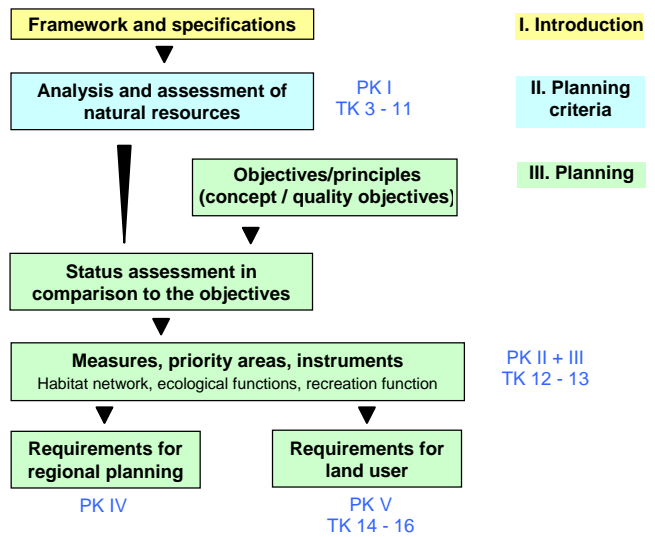 Framework and specifications
I. Introduction
Analysis and assessment of
natural resources
PK I
TK 3 - 11
II. Planning
criteria
Objectives/principles
(concept / quality objectives)
III. Planning
Status assessment in
comparison to the objectives
Measures, priority areas, instruments
Habitat network, ecological functions, recreation function
PK II + III
TK 12 - 13
Requirements for
regional planning
Requirements for
land user
PK IV
PK V
TK 14 - 16